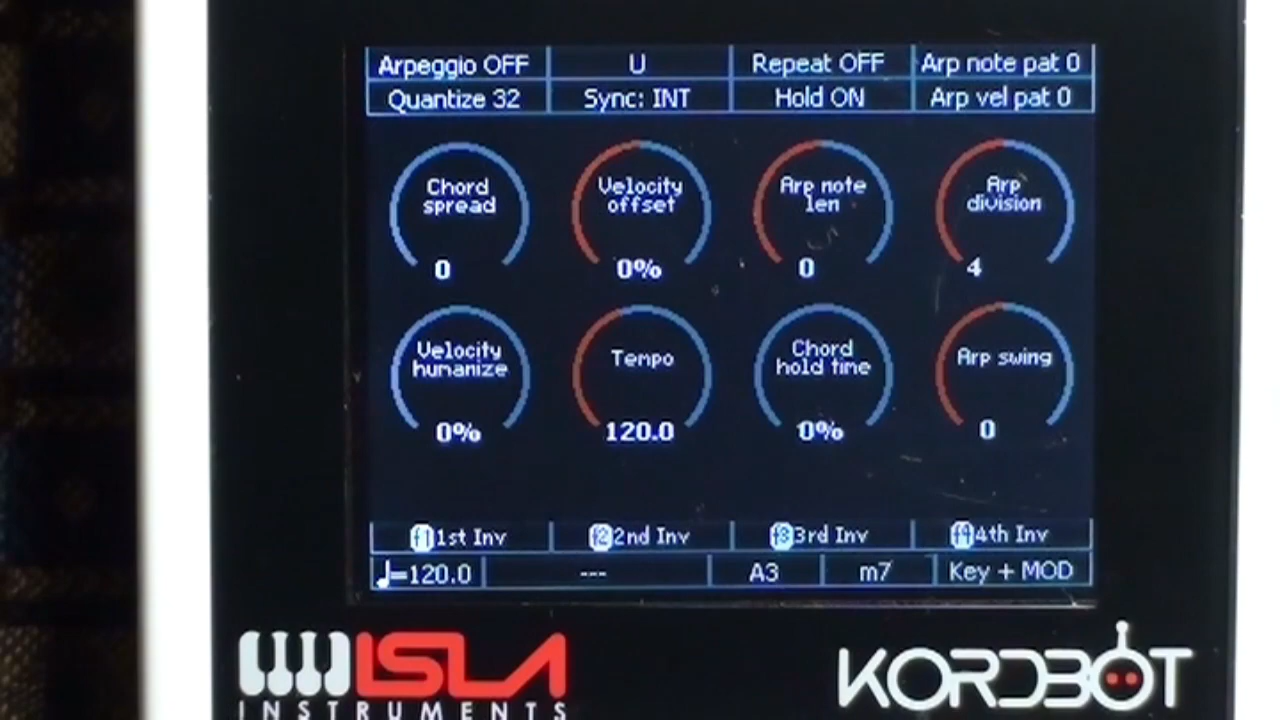 Arpeggio OFF U Repeat OFF Arp note pat 0
Quantize 32 Sync: INT Hold ON Arp vel pat 0
Chord spread 0
Velocity offset 0%
Arp note len 0
Arp division 4
Velocity humanize 0%
Tempo 120.0
Chord hold time 0%
Arp swing 0
f1 1st Inv f2 2nd Inv f3 3rd Inv f4 4th Inv
♩=120.0 --- A3 m7 Key + MOD
ISLA
INSTRUMENTS
KORDBOT